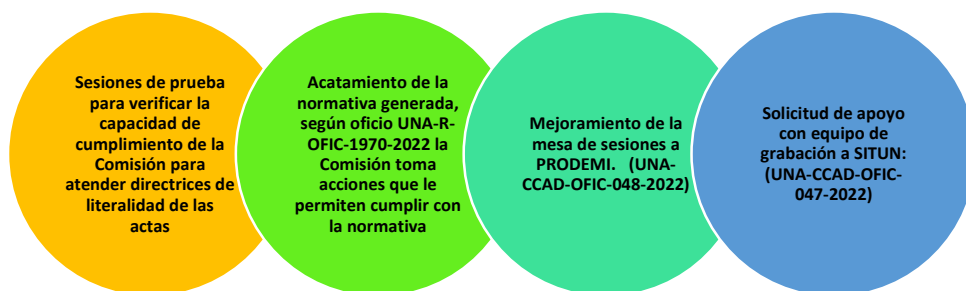 Sesiones de prueba
para verificar la
capacidad de
cumplimiento de la
Comisión para
atender directrices de
literalidad de las
actas
Acatamiento de la
normativa generada,
según oficio UNA-R-
OFIC-1970-2022 la
Comisión toma
acciones que le
permiten cumplir con
la normativa
Mejoramiento de la
mesa de sesiones a
PRODEMI. (UNA-
CCAD-OFIC-048-2022)
Solicitud de apoyo
con equipo de
grabación a SITUN:
(UNA-CCAD-OFIC-
047-2022)